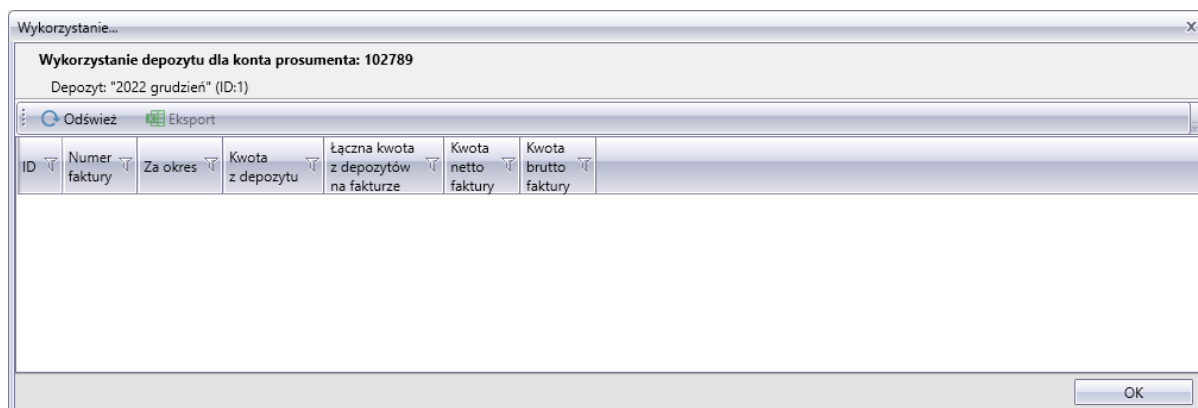 Wykorzystanie...
x
Wykorzystanie depozytu dla konta prosumenta: 102789
Depozyt: "2022 grudzień" (ID:1)
Odśwież Eksport
ID
Numer
faktury
Za okres
Kwota
z depozytu
Łączna kwota
z depozytów
na fakturze
Kwota
netto
faktury
Kwota
brutto
faktury
OK